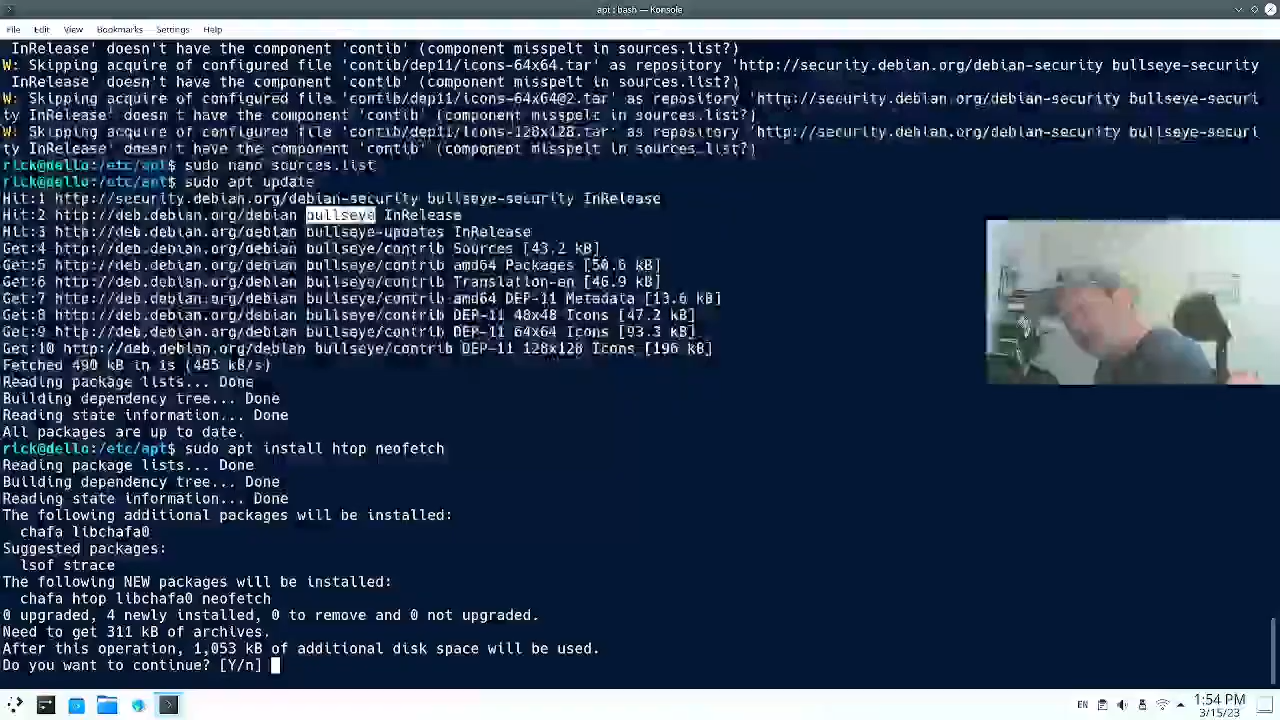 apt : bash — Konsole
File Edit View Bookmarks Settings Help
InRelease' doesn't have the component 'contib' (component misspelt in sources.list?)
W: Skipping acquire of configured file 'contib/dep11/icons-64x64.tar' as repository 'http://security.debian.org/debian-security bullseye-security
InRelease' doesn't have the component 'contib' (component misspelt in sources.list?)
W: Skipping acquire of configured file 'contib/dep11/icons-64x64@2.tar' as repository 'http://security.debian.org/debian-security bullseye-securi
ty InRelease' doesn't have the component 'contib' (component misspelt in sources.list?)
W: Skipping acquire of configured file 'contib/dep11/icons-128x128.tar' as repository 'http://security.debian.org/debian-security bullseye-securi
ty InRelease' doesn't have the component 'contib' (component misspelt in sources.list?)
rick@dello:/etc/apt$ sudo nano sources.list
rick@dello:/etc/apt$ sudo apt update
Hit:1 http://security.debian.org/debian-security bullseye-security InRelease
Hit:2 http://deb.debian.org/debian bullseye InRelease
Hit:3 http://deb.debian.org/debian bullseye-updates InRelease
Get:4 http://deb.debian.org/debian bullseye/contrib Sources [43.2 kB]
Get:5 http://deb.debian.org/debian bullseye/contrib amd64 Packages [50.6 kB]
Get:6 http://deb.debian.org/debian bullseye/contrib Translation-en [46.9 kB]
Get:7 http://deb.debian.org/debian bullseye/contrib amd64 DEP-11 Metadata [13.6 kB]
Get:8 http://deb.debian.org/debian bullseye/contrib DEP-11 48x48 Icons [47.2 kB]
Get:9 http://deb.debian.org/debian bullseye/contrib DEP-11 64x64 Icons [93.3 kB]
Get:10 http://deb.debian.org/debian bullseye/contrib DEP-11 128x128 Icons [196 kB]
Fetched 490 kB in 1s (485 kB/s)
Reading package lists... Done
Building dependency tree... Done
Reading state information... Done
All packages are up to date.
rick@dello:/etc/apt$ sudo apt install htop neofetch
Reading package lists... Done
Building dependency tree... Done
Reading state information... Done
The following additional packages will be installed:
chafa libchafa0
Suggested packages:
lsof strace
The following NEW packages will be installed:
chafa htop libchafa0 neofetch
0 upgraded, 4 newly installed, 0 to remove and 0 not upgraded.
Need to get 311 kB of archives.
After this operation, 1,053 kB of additional disk space will be used.
Do you want to continue? [Y/n]
EN
1:54 PM
3/15/23